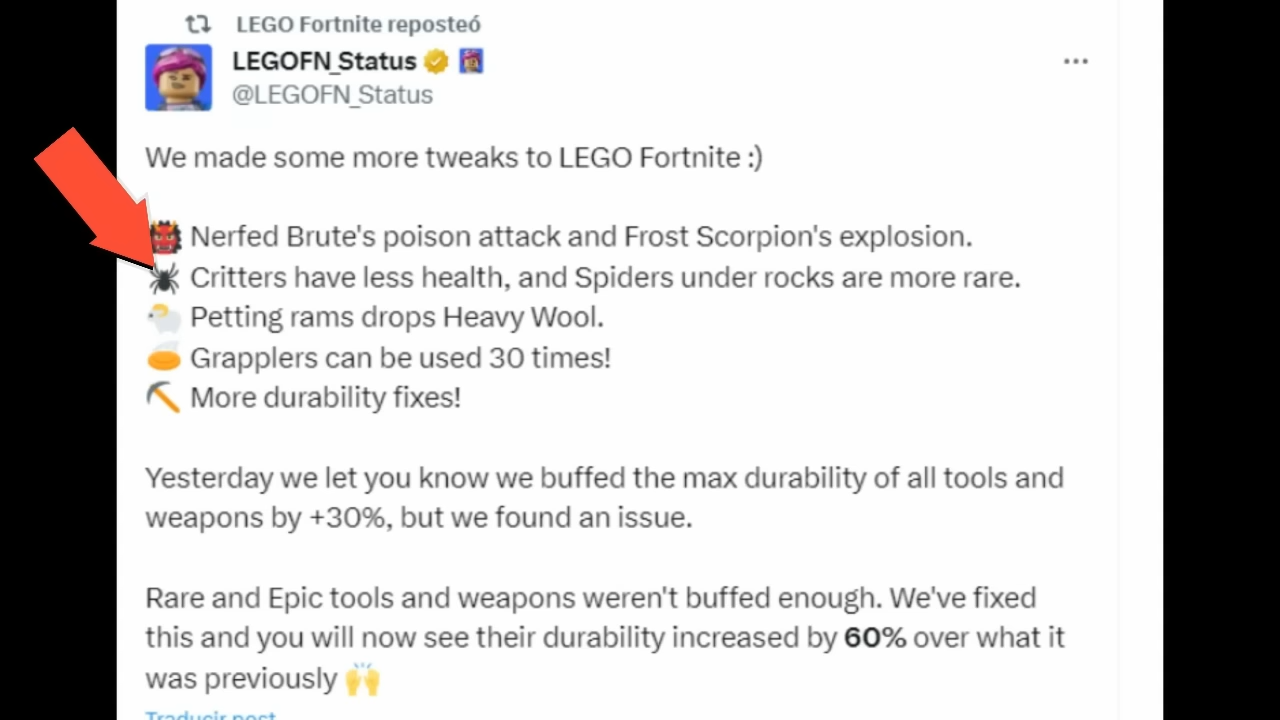 LEGO Fortnite reposteó
LEGOFN_Status
@LEGOFN_Status
We made some more tweaks to LEGO Fortnite :)
👹 Nerfed Brute's poison attack and Frost Scorpion's explosion.
🕷 Critters have less health, and Spiders under rocks are more rare.
🐏 Petting rams drops Heavy Wool.
Grapplers can be used 30 times!
⛏ More durability fixes!
Yesterday we let you know we buffed the max durability of all tools and
weapons by +30%, but we found an issue.
Rare and Epic tools and weapons weren't buffed enough. We've fixed
this and you will now see their durability increased by 60% over what it
was previously 🙌
Traducir post